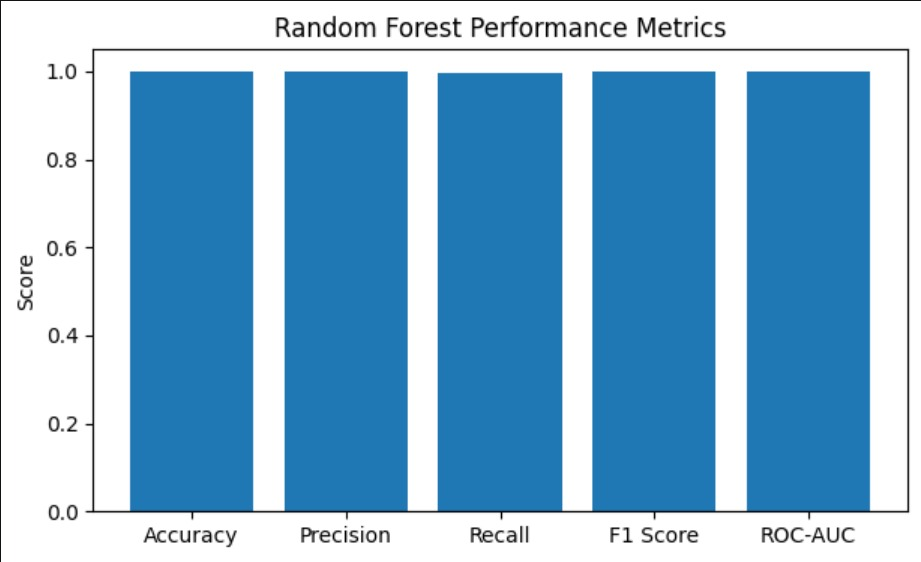 Random Forest Performance Metrics
1.0
0.8
0.6
0.4
0.2
0.0
Score
Accuracy Precision Recall F1 Score ROC-AUC